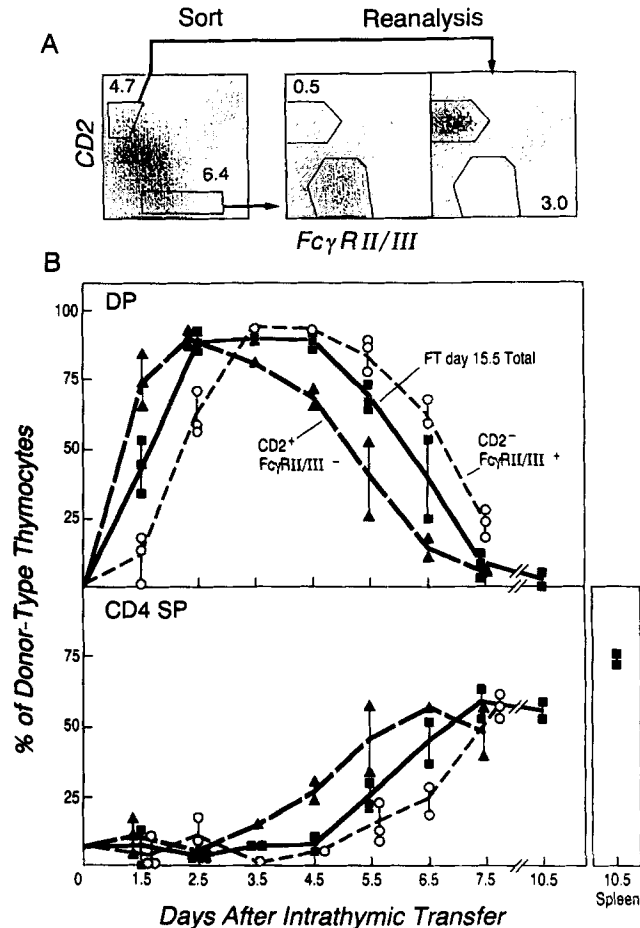 Sort Reanalysis
A
4.7
6.4
0.5
3.0
CD2
FcγRII/III
B
DP
100
75
50
25
FT day 15.5 Total
CD2+
FcγRII/III −
CD2−
FcγRII/III +
CD4 SP
75
50
25
% of Donor-Type Thymocytes
0 1.5 2.5 3.5 4.5 5.5 6.5 7.5 10.5 10.5
Spleen
Days After Intrathymic Transfer